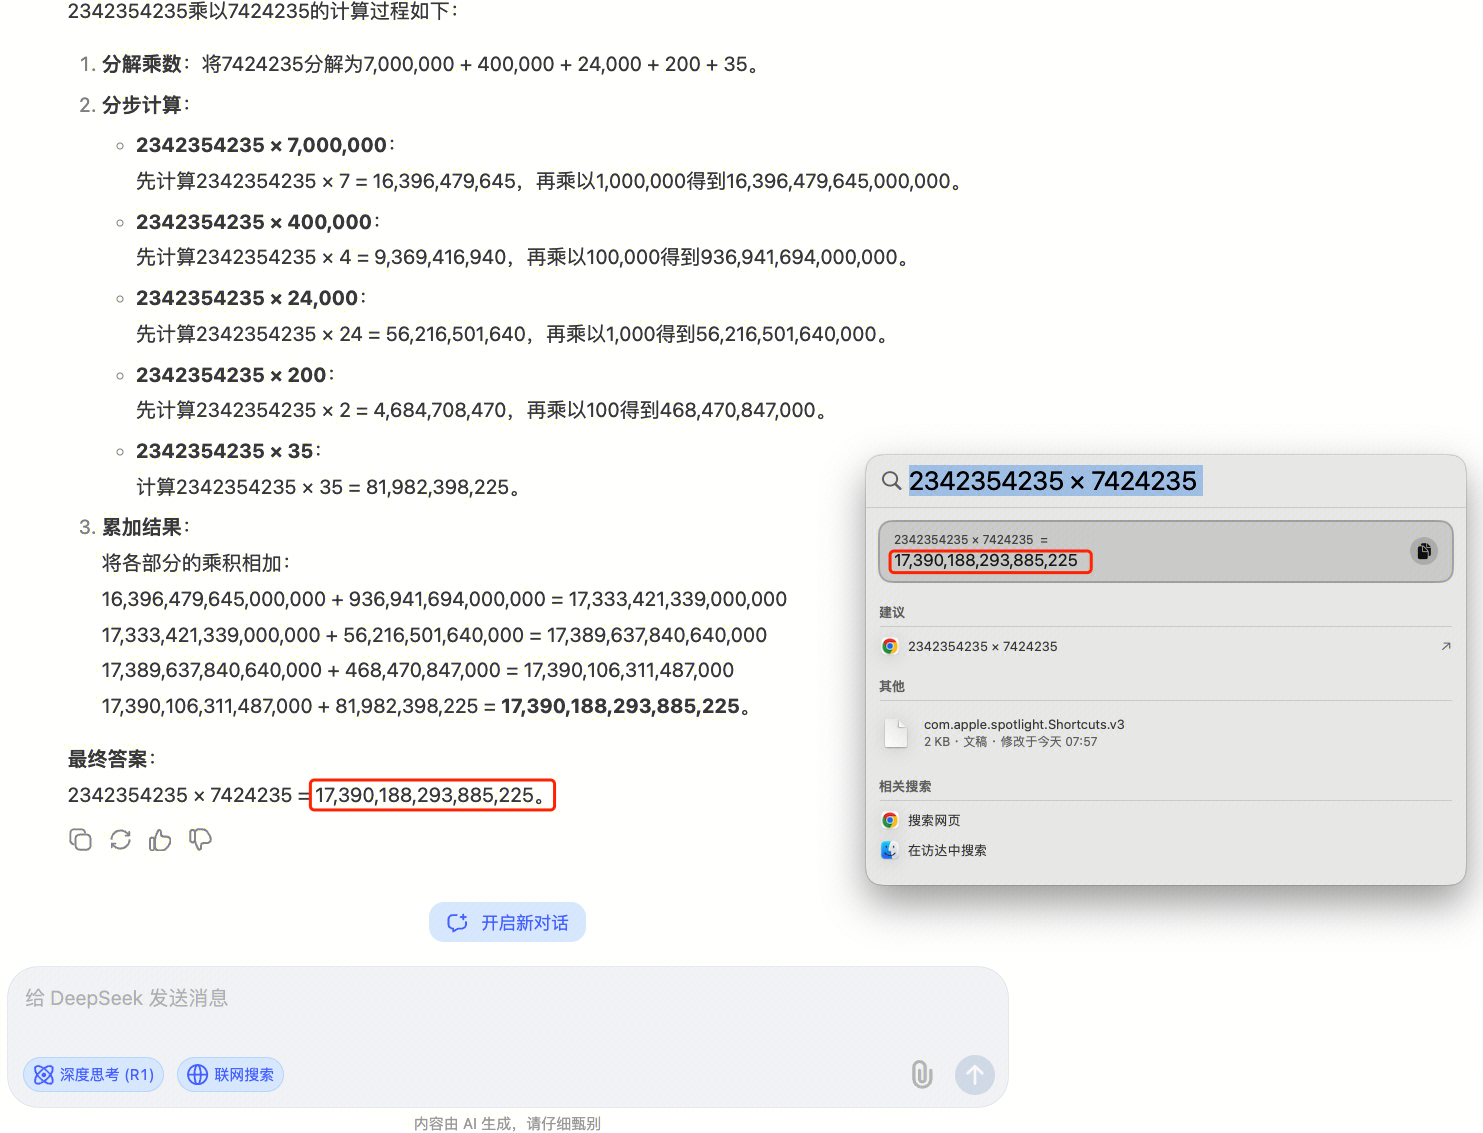 2342354235乘以7424235的计算过程如下：
1. 分解乘数：将7424235分解为7,000,000 + 400,000 + 24,000 + 200 + 35。
2. 分步计算：
2342354235 × 7,000,000：
先计算2342354235 × 7 = 16,396,479,645，再乘以1,000,000得到16,396,479,645,000,000。
2342354235 × 400,000：
先计算2342354235 × 4 = 9,369,416,940，再乘以100,000得到936,941,694,000,000。
2342354235 × 24,000：
先计算2342354235 × 24 = 56,216,501,640，再乘以1,000得到56,216,501,640,000。
2342354235 × 200：
先计算2342354235 × 2 = 4,684,708,470，再乘以100得到468,470,847,000。
2342354235 × 35：
计算2342354235 × 35 = 81,982,398,225。
3. 累加结果：
将各部分的乘积相加：
16,396,479,645,000,000 + 936,941,694,000,000 = 17,333,421,339,000,000
17,333,421,339,000,000 + 56,216,501,640,000 = 17,389,637,840,640,000
17,389,637,840,640,000 + 468,470,847,000 = 17,390,106,311,487,000
17,390,106,311,487,000 + 81,982,398,225 = 17,390,188,293,885,225。
最终答案：
2342354235 × 7424235 = 17,390,188,293,885,225。
开启新对话
给 DeepSeek 发送消息
深度思考 (R1)
联网搜索
内容由 AI 生成，请仔细甄别
2342354235 × 7424235
2342354235 × 7424235 =
17,390,188,293,885,225
建议
2342354235 × 7424235
其他
com.apple.spotlight.Shortcuts.v3
2 KB · 文稿 · 修改于今天 07:57
相关搜索
搜索网页
在访达中搜索